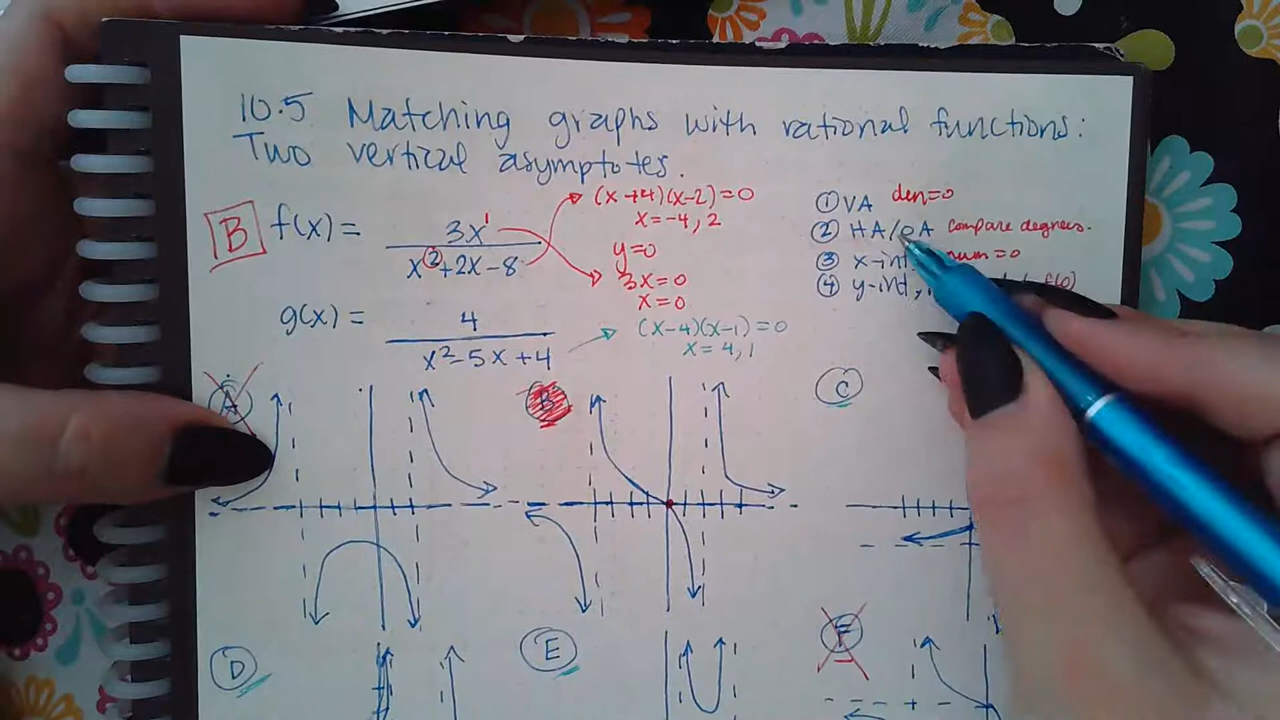 10.5 Matching graphs with rational functions:
Two vertical asymptotes.
B f(x) = 3x¹ / x²+2x-8
(x+4)(x-2)=0
x=-4, 2
y=0
3x=0
x=0
g(x) = 4 / x²-5x+4
(x-4)(x-1)=0
x=4,1
① VA den=0
② HA/OA compare degrees.
③ x-int num=0
④ y-int, f(0)
A
B
C
D
E
F